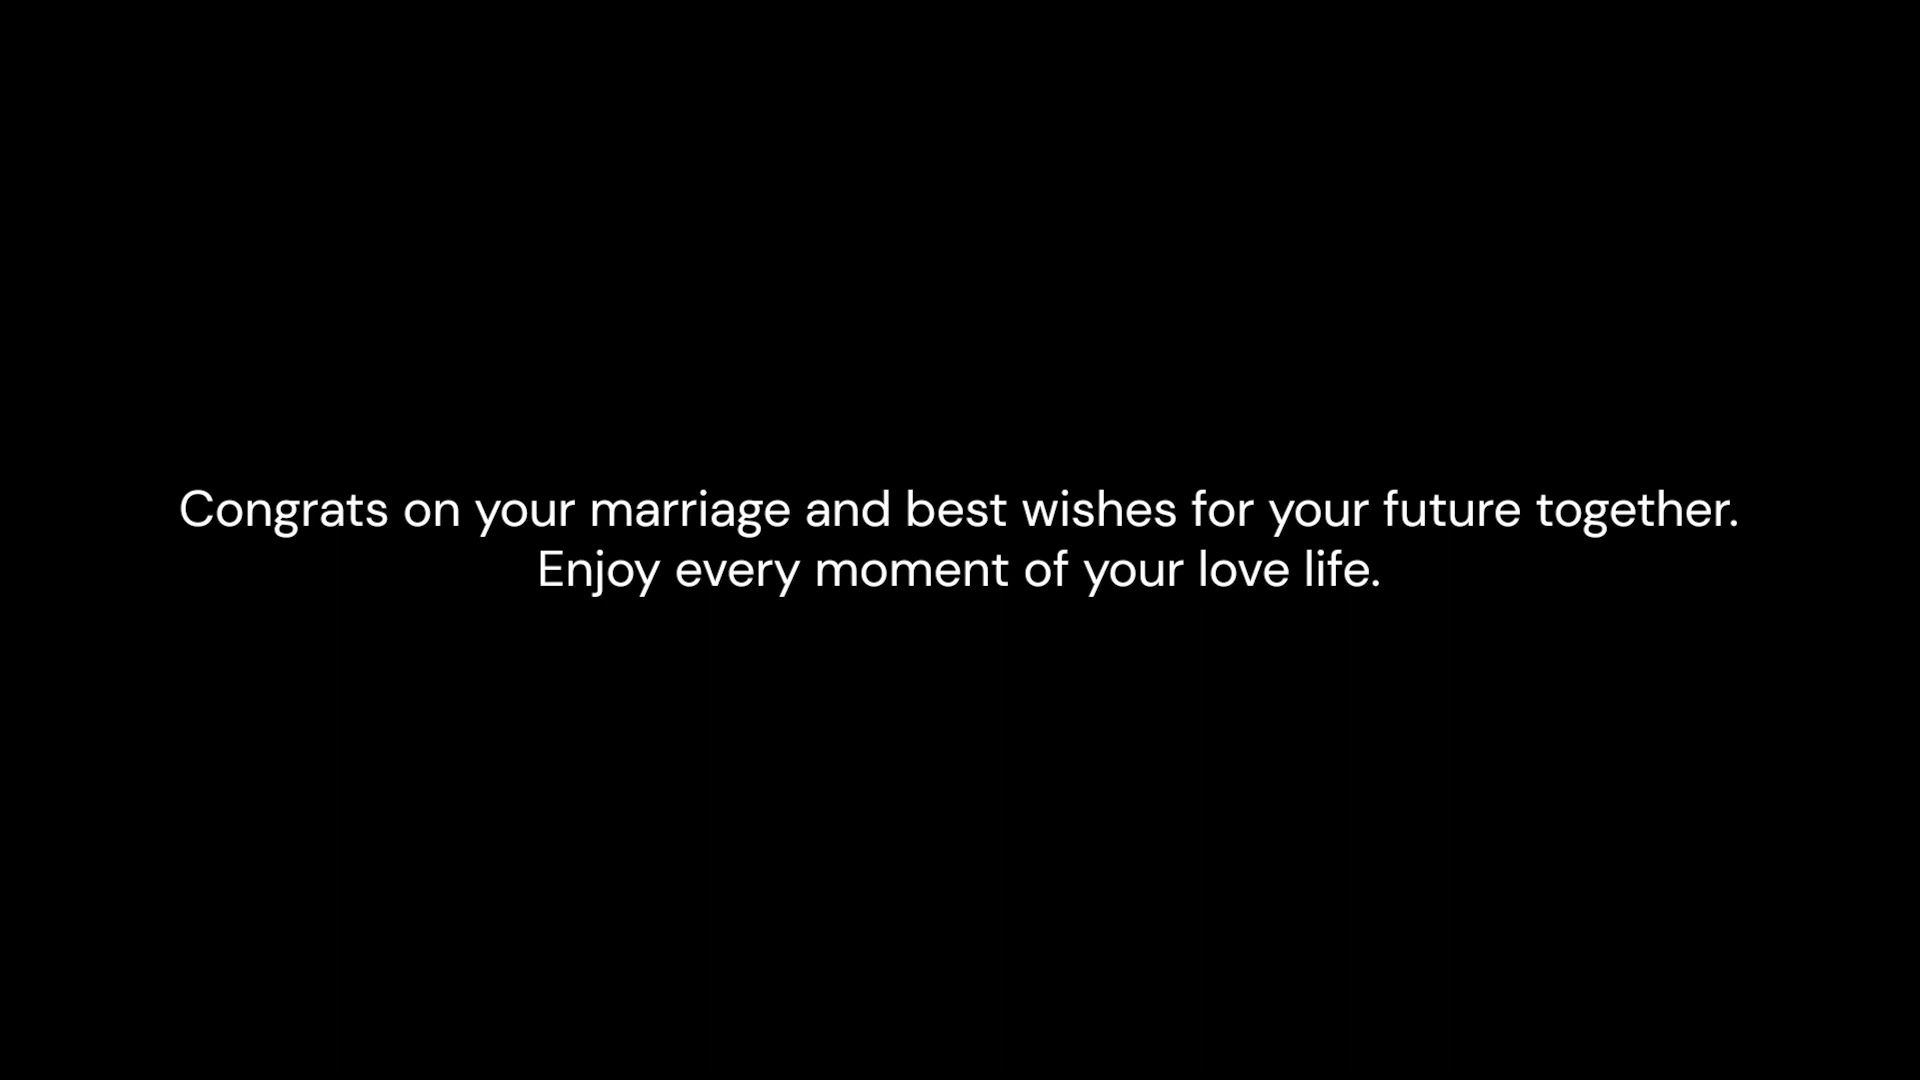 Congrats on your marriage and best wishes for your future together.
Enjoy every moment of your love life.